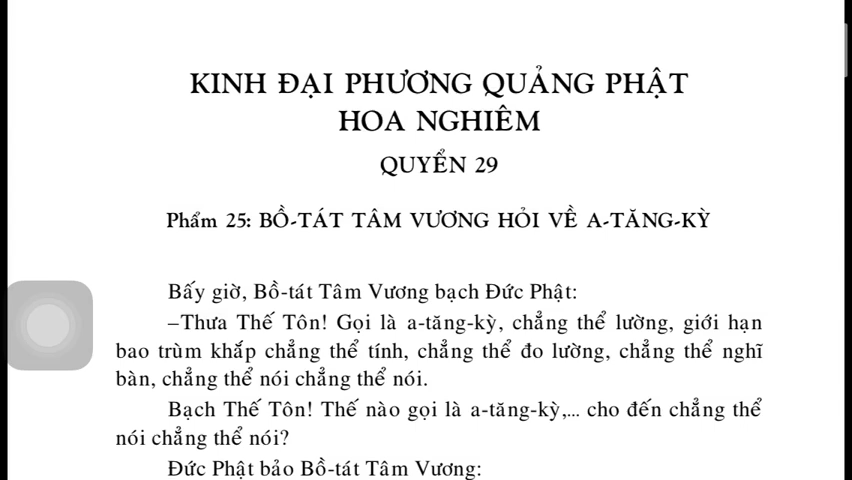 KINH ĐẠI PHƯƠNG QUẢNG PHẬT
HOA NGHIÊM
QUYỂN 29
Phẩm 25: BỒ-TÁT TÂM VƯƠNG HỎI VỀ A-TĂNG-KỲ
Bấy giờ, Bồ-tát Tâm Vương bạch Đức Phật:
–Thưa Thế Tôn! Gọi là a-tăng-kỳ, chẳng thể lường, giới hạn
bao trùm khắp chẳng thể tính, chẳng thể đo lường, chẳng thể nghĩ
bàn, chẳng thể nói chẳng thể nói.
Bạch Thế Tôn! Thế nào gọi là a-tăng-kỳ,... cho đến chẳng thể
nói chẳng thể nói?
Đức Phật bảo Bồ-tát Tâm Vương: